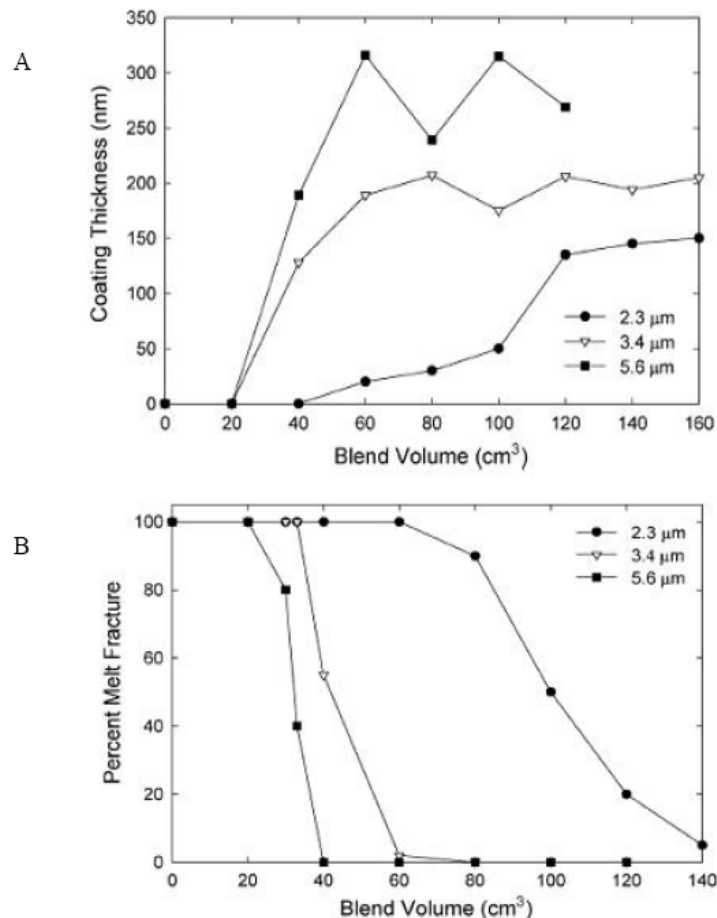 A
350
300
250
200
150
100
50
0
Coating Thickness (nm)
2.3 μm
3.4 μm
5.6 μm
0 20 40 60 80 100 120 140 160
Blend Volume (cm³)
B
100
80
60
40
20
0
Percent Melt Fracture
2.3 μm
3.4 μm
5.6 μm
0 20 40 60 80 100 120 140
Blend Volume (cm³)